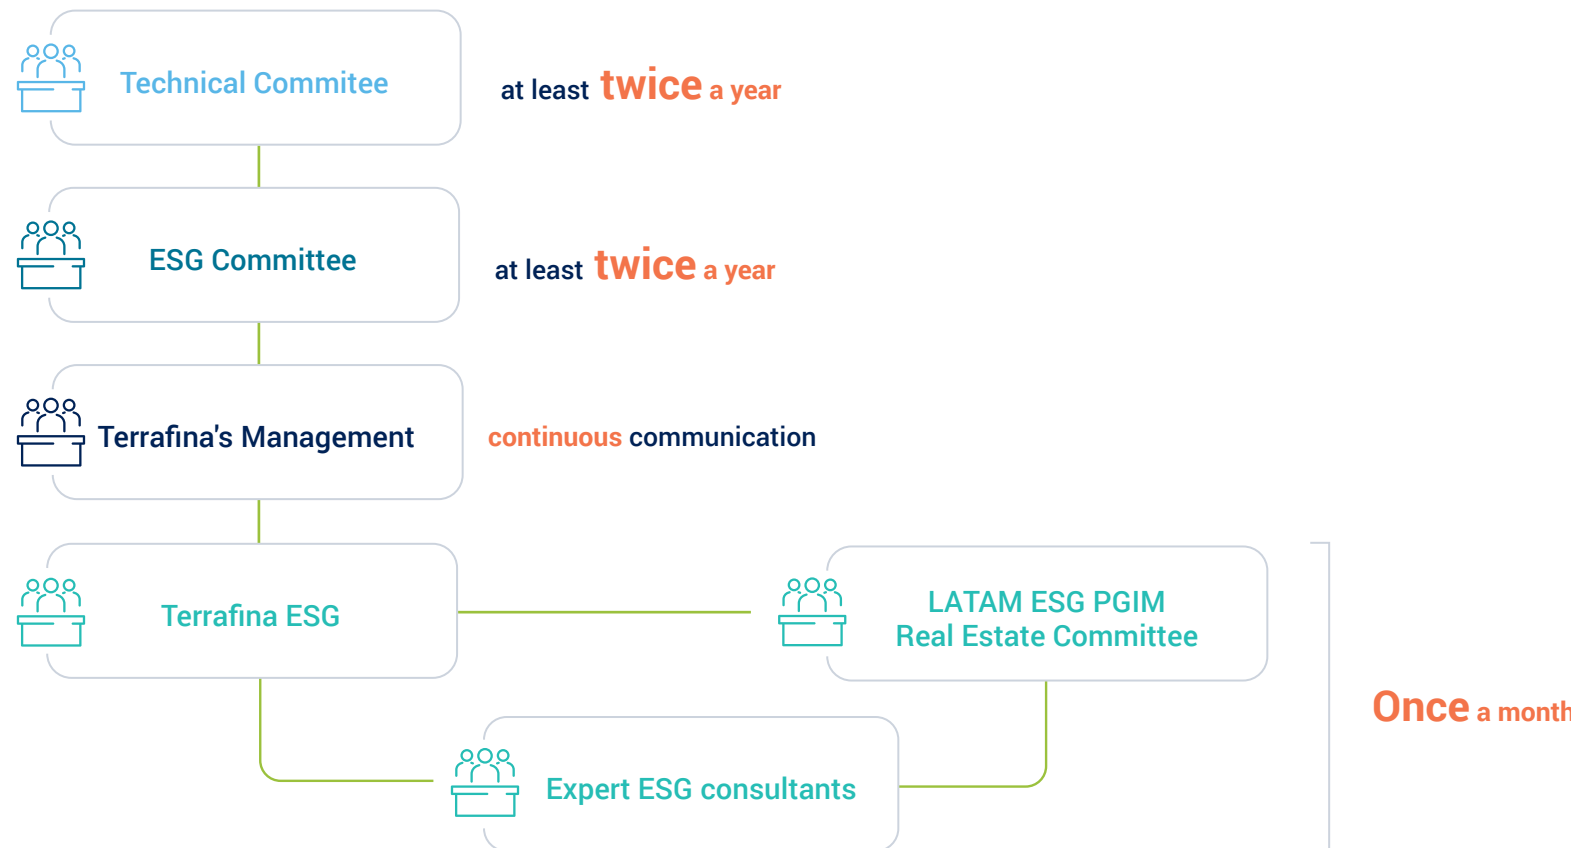 Technical Commitee
at least twice a year
ESG Committee
at least twice a year
Terrafina's Management
continuous communication
Terrafina ESG
LATAM ESG PGIM
Real Estate Committee
Once a month
Expert ESG consultants